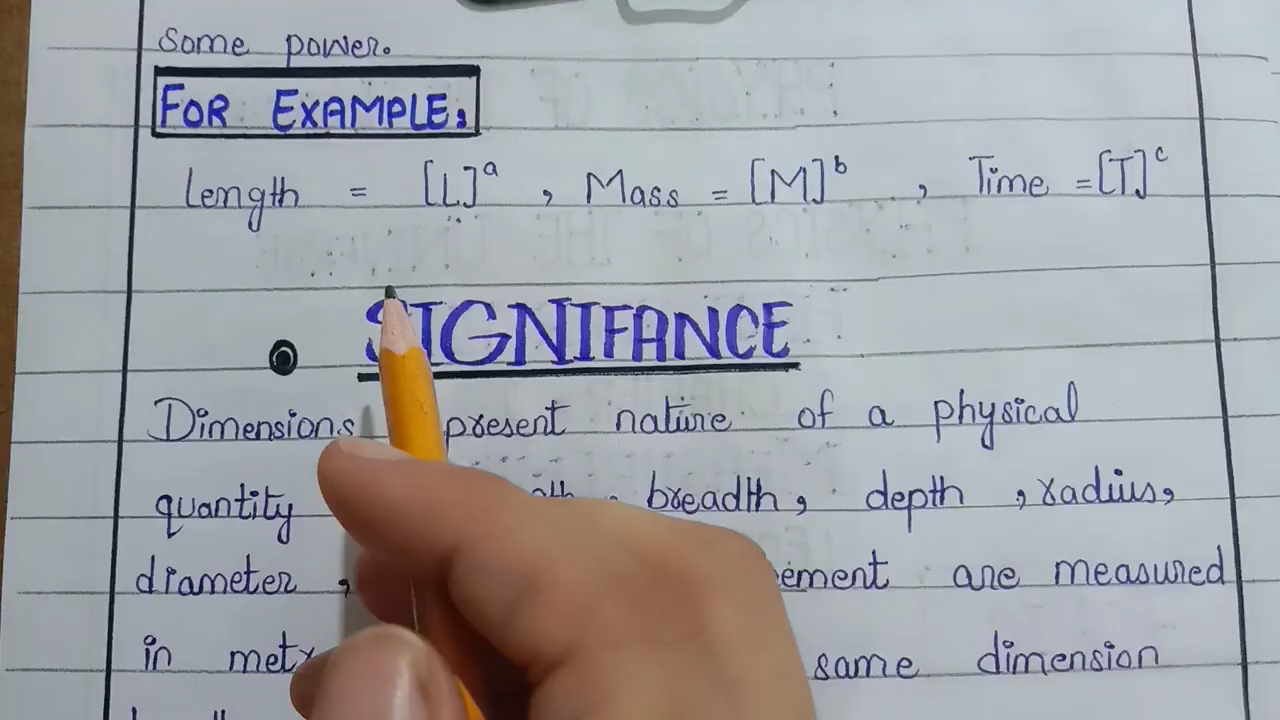 some power.
FOR EXAMPLE:
Length = [L]ᵃ , Mass = [M]ᵇ , Time = [T]ᶜ
SIGNIFANCE
Dimensions present nature of a physical
quantity breadth, depth, radius,
diameter, are measured
in same dimension